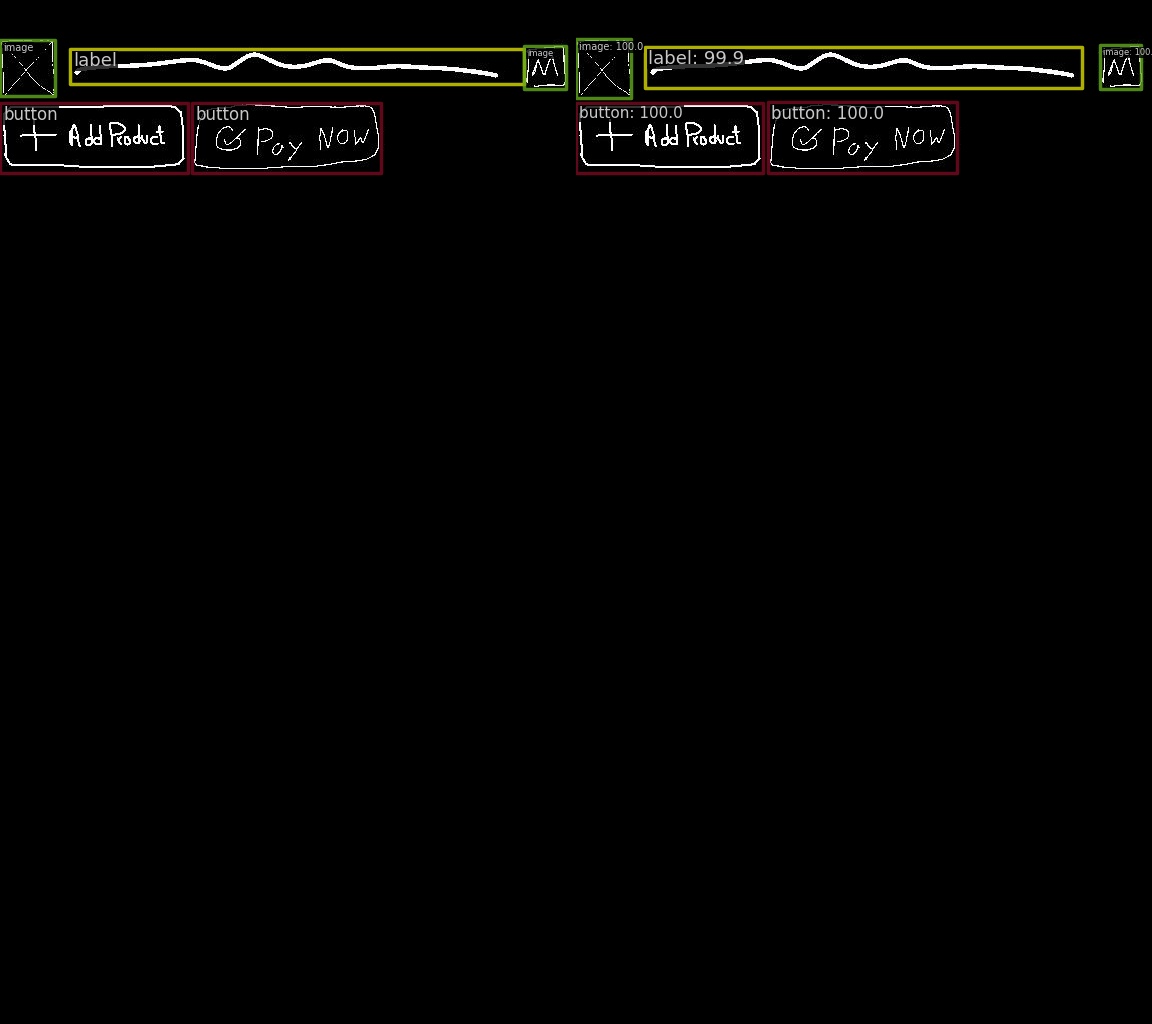 image label image image: 100.0 label: 99.9 image: 100.
button button button: 100.0 button: 100.0
+ Add Product Pay Now + Add Product Pay Now